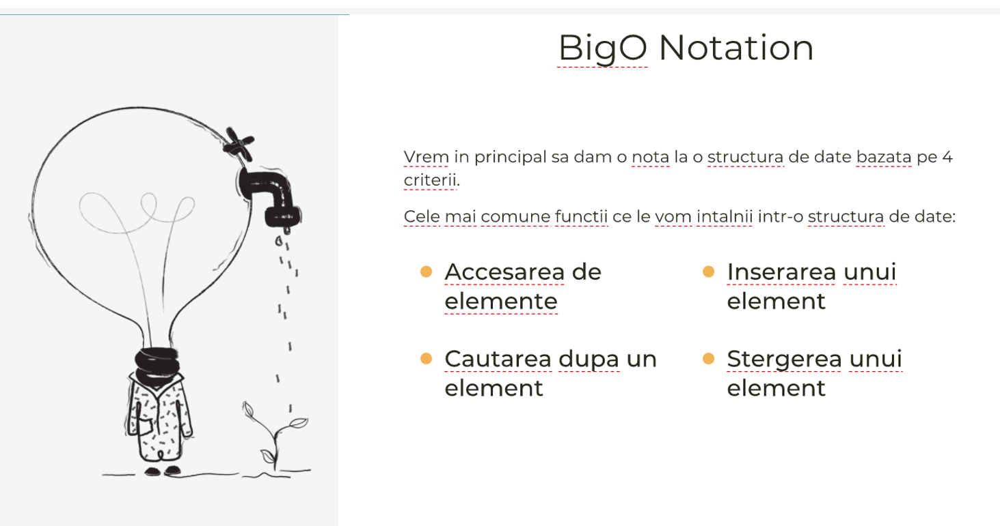 BigO Notation
Vrem in principal sa dam o nota la o structura de date bazata pe 4
criterii.
Cele mai comune functii ce le vom intalnii intr-o structura de date:
Accesarea de
elemente
Inserarea unui
element
Cautarea dupa un
element
Stergerea unui
element